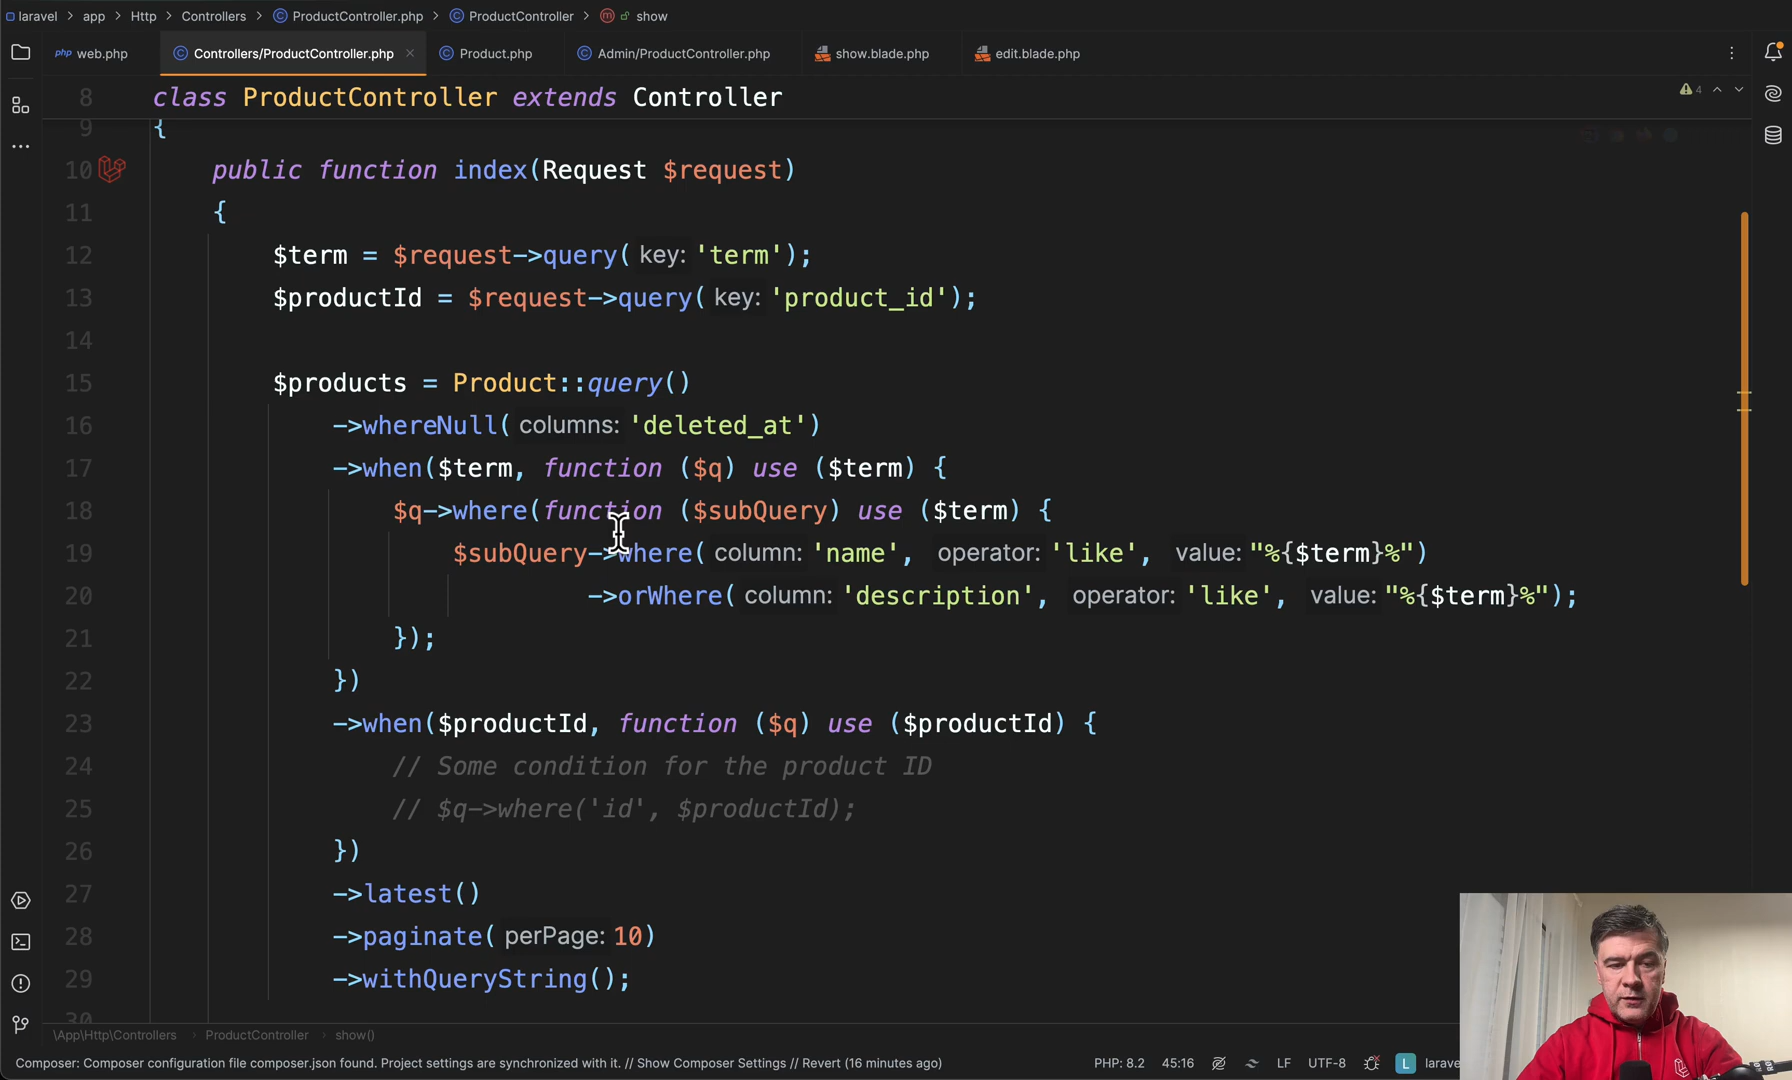 laravel > app > Http > Controllers > ProductController.php > ProductController > show
web.php Controllers/ProductController.php Product.php Admin/ProductController.php show.blade.php edit.blade.php
8 class ProductController extends Controller
4
9 {
10 public function index(Request $request)
11 {
12 $term = $request->query( key: 'term');
13 $productId = $request->query( key: 'product_id');
14
15 $products = Product::query()
16 ->whereNull( columns: 'deleted_at')
17 ->when($term, function ($q) use ($term) {
18 $q->where(function ($subQuery) use ($term) {
19 $subQuery->where( column: 'name', operator: 'like', value: "%{$term}%")
20 ->orWhere( column: 'description', operator: 'like', value: "%{$term}%");
21 });
22 })
23 ->when($productId, function ($q) use ($productId) {
24 // Some condition for the product ID
25 // $q->where('id', $productId);
26 })
27 ->latest()
28 ->paginate( perPage: 10)
29 ->withQueryString();
30
\App\Http\Controllers > ProductController > show()
Composer: Composer configuration file composer.json found. Project settings are synchronized with it. // Show Composer Settings // Revert (16 minutes ago) PHP: 8.2 45:16 LF UTF-8 L larave